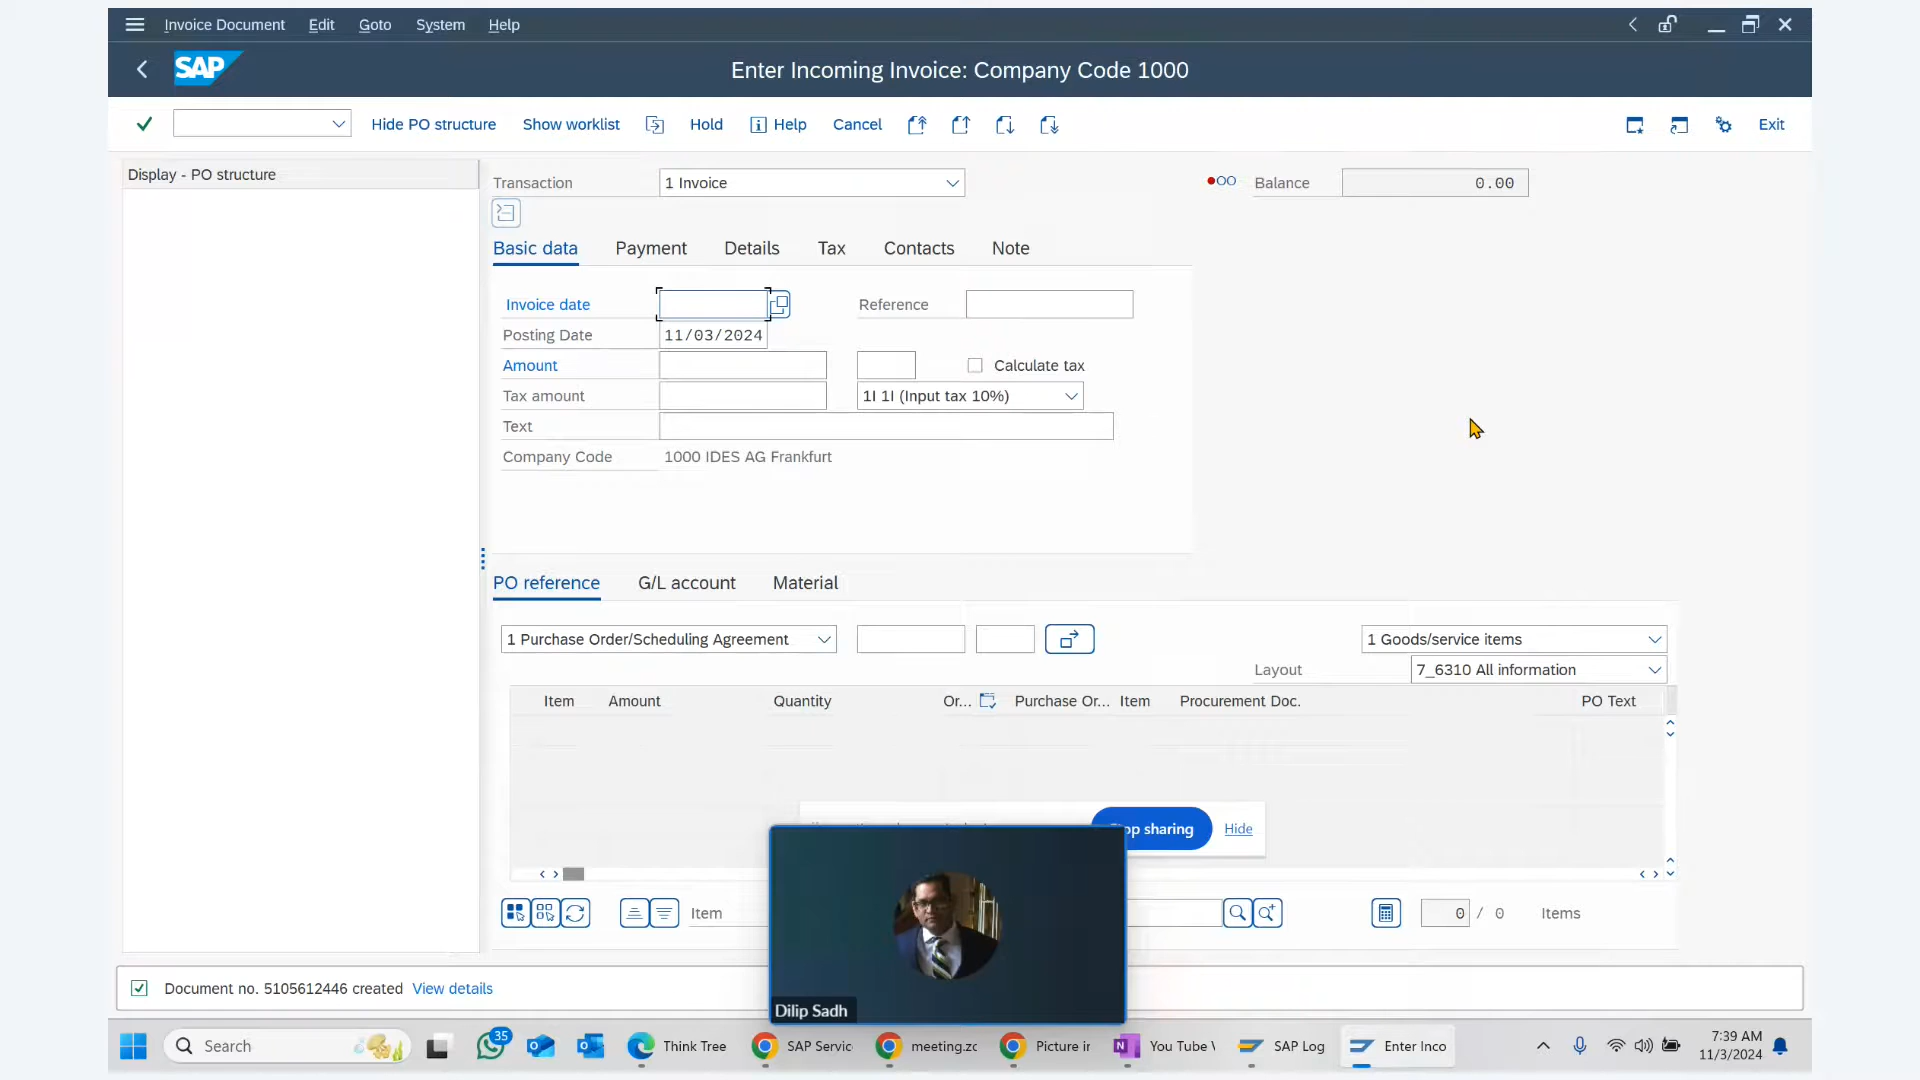 Invoice Document Edit Goto System Help
SAP Enter Incoming Invoice: Company Code 1000
Hide PO structure Show worklist Hold Help Cancel Exit
Display - PO structure
Transaction 1 Invoice Balance 0.00
Basic data Payment Details Tax Contacts Note
Invoice date Reference
Posting Date 11/03/2024
Amount Calculate tax
Tax amount 1I 1I (Input tax 10%)
Text
Company Code 1000 IDES AG Frankfurt
PO reference G/L account Material
1 Purchase Order/Scheduling Agreement 1 Goods/service items
Layout 7_6310 All information
Item Amount Quantity Or... Purchase Or... Item Procurement Doc. PO Text
op sharing Hide
Item 0 / 0 Items
Document no. 5105612446 created View details
Dilip Sadh
Search 35 Think Tree SAP Servic meeting.zc Picture ir You Tube SAP Log Enter Inco 7:39 AM
11/3/2024